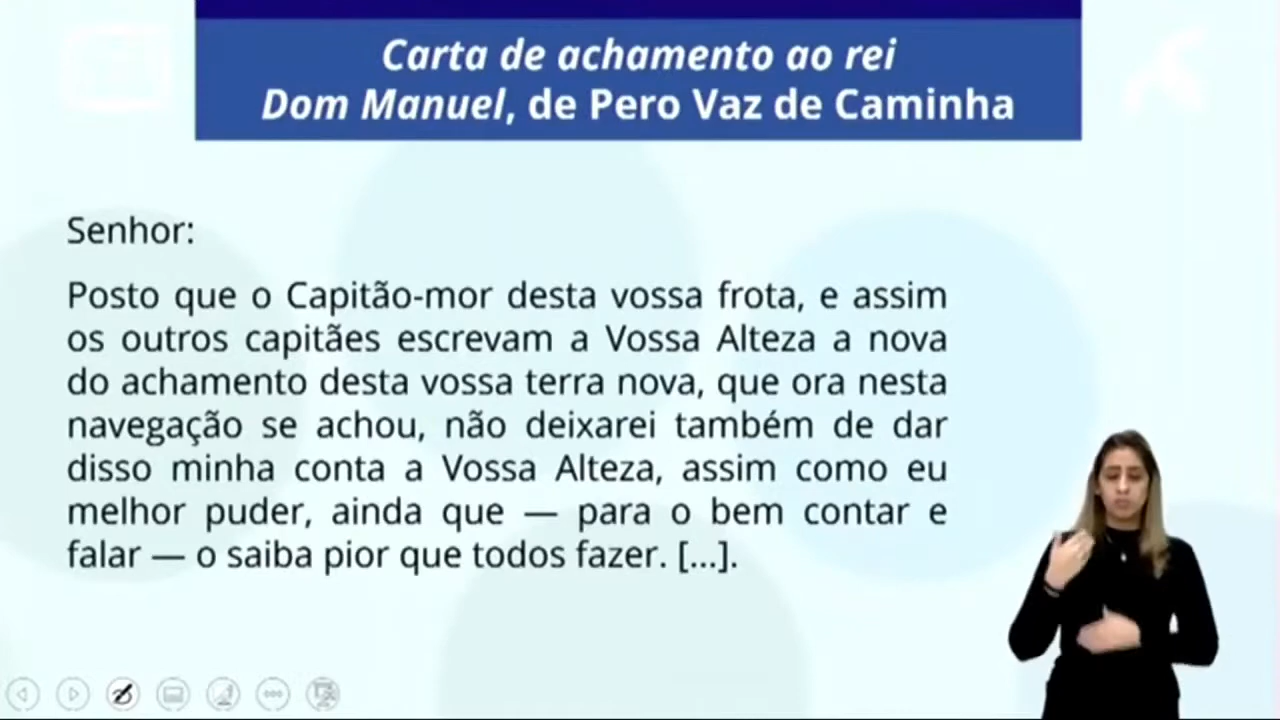 Carta de achamento ao rei
Dom Manuel, de Pero Vaz de Caminha
Senhor:
Posto que o Capitão-mor desta vossa frota, e assim
os outros capitães escrevam a Vossa Alteza a nova
do achamento desta vossa terra nova, que ora nesta
navegação se achou, não deixarei também de dar
disso minha conta a Vossa Alteza, assim como eu
melhor puder, ainda que — para o bem contar e
falar — o saiba pior que todos fazer. [...].